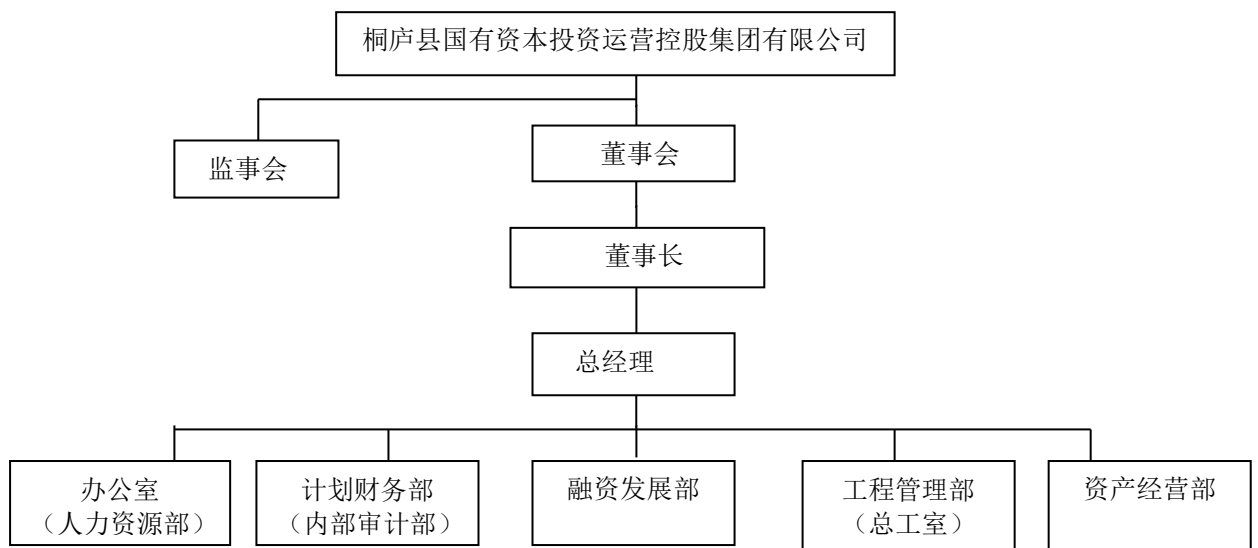 桐庐县国有资本投资运营控股集团有限公司
监事会
董事会
董事长
总经理
办公室
（人力资源部）
计划财务部
（内部审计部）
融资发展部
工程管理部
（总工室）
资产经营部